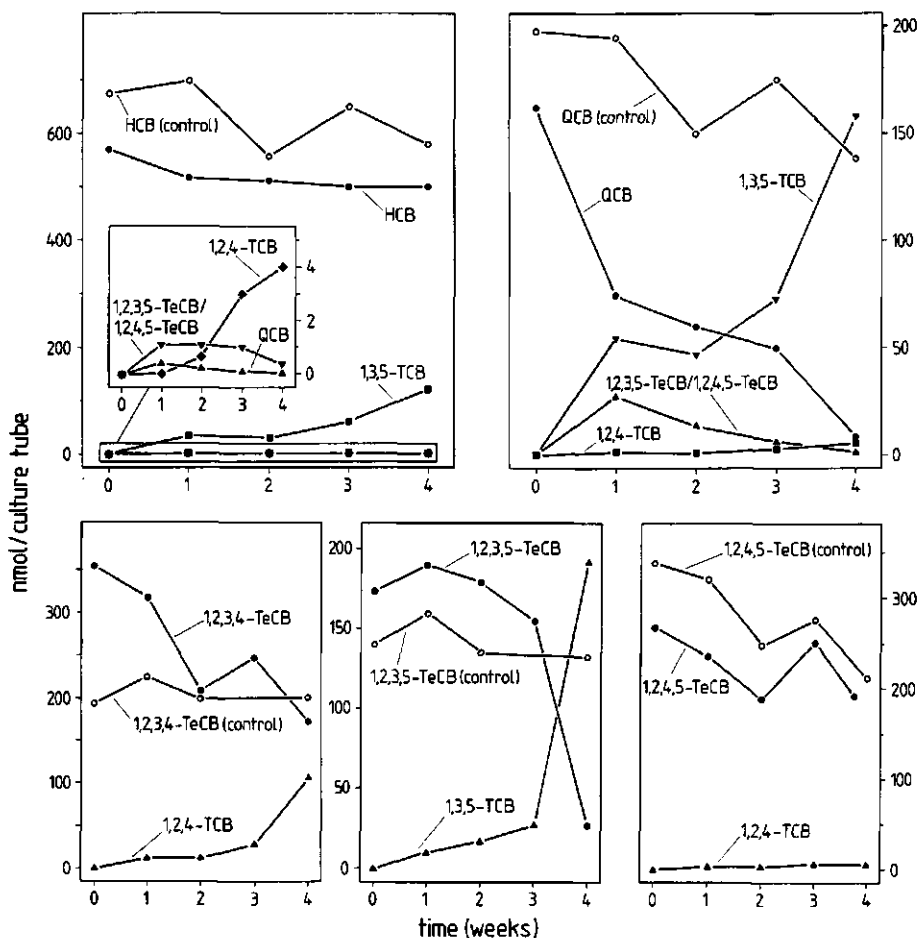 nmol/culture tube
600
400
200
0
HCB (control)
HCB
1,2,4-TCB
1,2,3,5-TeCB/
1,2,4,5-TeCB
QCB
1,3,5-TCB
4
2
0
0 1 2 3 4
0 1 2 3 4
200
150
100
50
0
QCB (control)
QCB
1,3,5-TCB
1,2,3,5-TeCB/1,2,4,5-TeCB
1,2,4-TCB
0 1 2 3 4
300
200
100
0
1,2,3,4-TeCB
1,2,3,4-TeCB (control)
1,2,4-TCB
0 1 2 3 4
200
150
100
50
0
1,2,3,5-TeCB
1,2,3,5-TeCB (control)
1,3,5-TCB
0 1 2 3 4
1,2,4,5-TeCB (control)
1,2,4,5-TeCB
1,2,4-TCB
300
200
100
0
0 1 2 3 4
time (weeks)